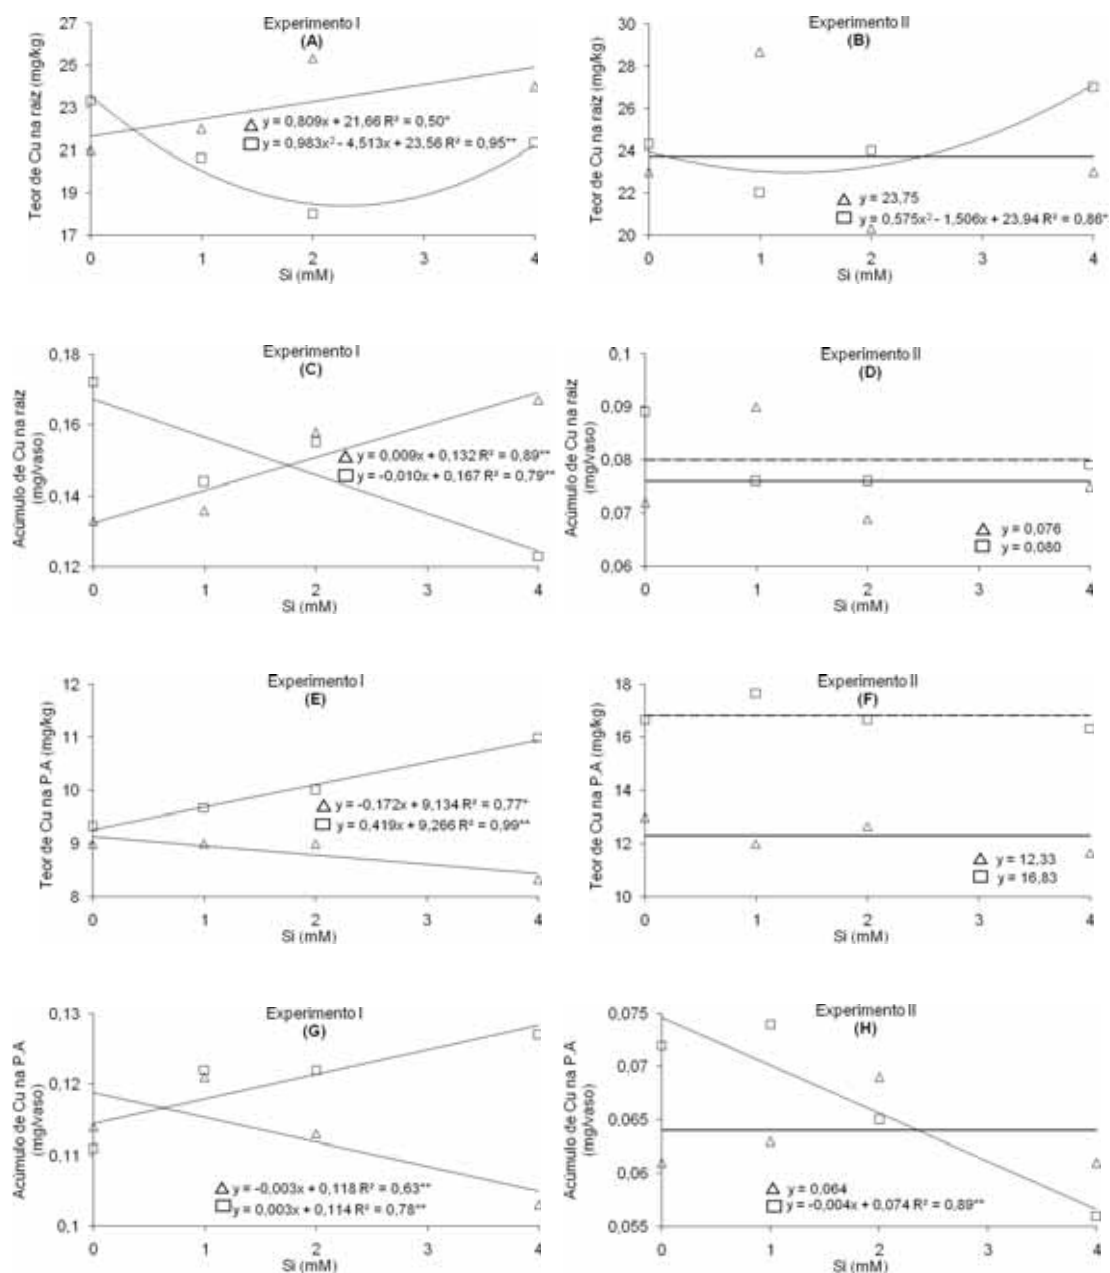 Experimento I
(A)
Teor de Cu na raiz (mg/kg)
27
25
23
21
19
17
y = 0,809x + 21,66 R² = 0,50*
y = 0,983x² - 4,513x + 23,56 R² = 0,95**
0 1 2 3 4
Si (mM)
Experimento II
(B)
Teor de Cu na raiz (mg/kg)
30
28
26
24
22
20
y = 23,75
y = 0,575x² - 1,506x + 23,94 R² = 0,86*
0 1 2 3 4
Si (mM)
Experimento I
(C)
Acúmulo de Cu na raiz
(mg/vaso)
0,18
0,16
0,14
0,12
y = 0,009x + 0,132 R² = 0,89**
y = -0,010x + 0,167 R² = 0,79**
0 1 2 3 4
Si (mM)
Experimento II
(D)
Acúmulo de Cu na raiz
(mg/vaso)
0,1
0,09
0,08
0,07
0,06
y = 0,076
y = 0,080
0 1 2 3 4
Si (mM)
Experimento I
(E)
Teor de Cu na P.A (mg/kg)
12
11
10
9
8
y = -0,172x + 9,134 R² = 0,77*
y = 0,419x + 9,266 R² = 0,99**
0 1 2 3 4
Si (mM)
Experimento II
(F)
Teor de Cu na P.A (mg/kg)
18
16
14
12
10
y = 12,33
y = 16,83
0 1 2 3 4
Si (mM)
Experimento I
(G)
Acúmulo de Cu na P.A
(mg/vaso)
0,13
0,12
0,11
0,1
y = -0,003x + 0,118 R² = 0,63**
y = 0,003x + 0,114 R² = 0,78**
0 1 2 3 4
Si (mM)
Experimento II
(H)
Acúmulo de Cu na P.A
(mg/vaso)
0,075
0,07
0,065
0,06
0,055
y = 0,064
y = -0,004x + 0,074 R² = 0,89**
0 1 2 3 4
Si (mM)